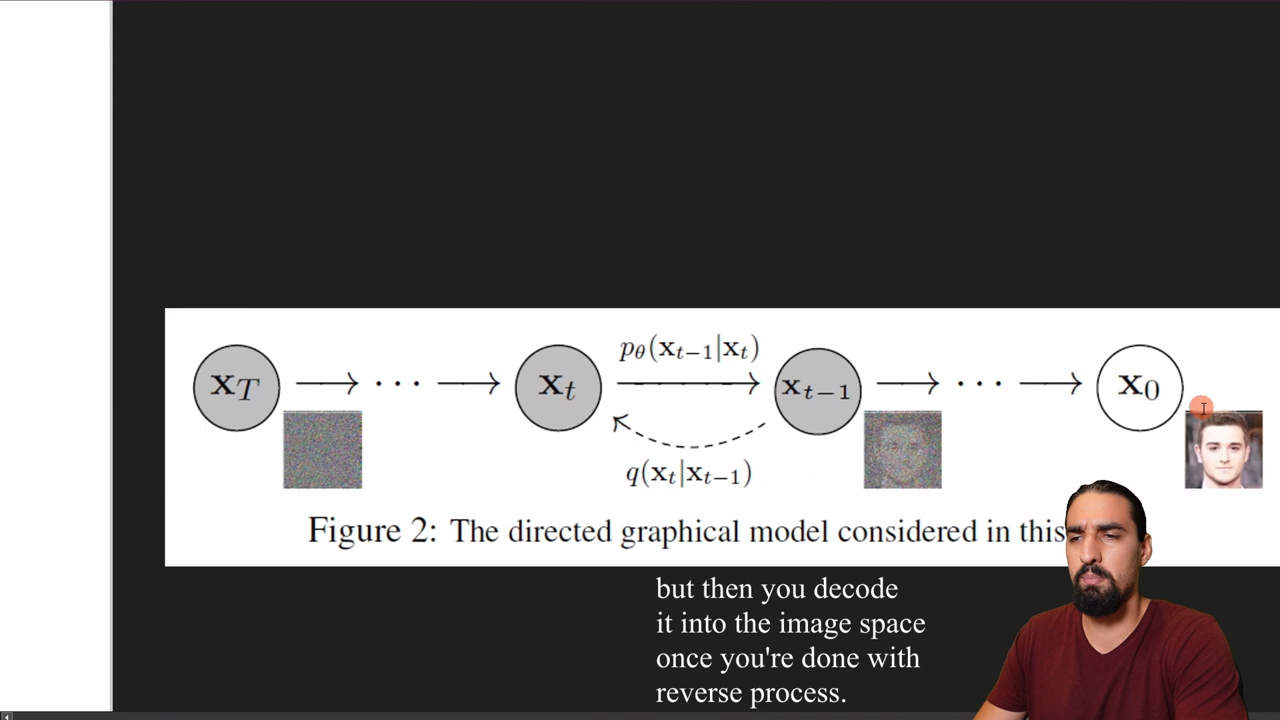 p_θ(x_{t−1}|x_t)
x_T → ··· → x_t → x_{t−1} → ··· → x_0
q(x_t|x_{t−1})
Figure 2: The directed graphical model considered in this
but then you decode
it into the image space
once you're done with
reverse process.